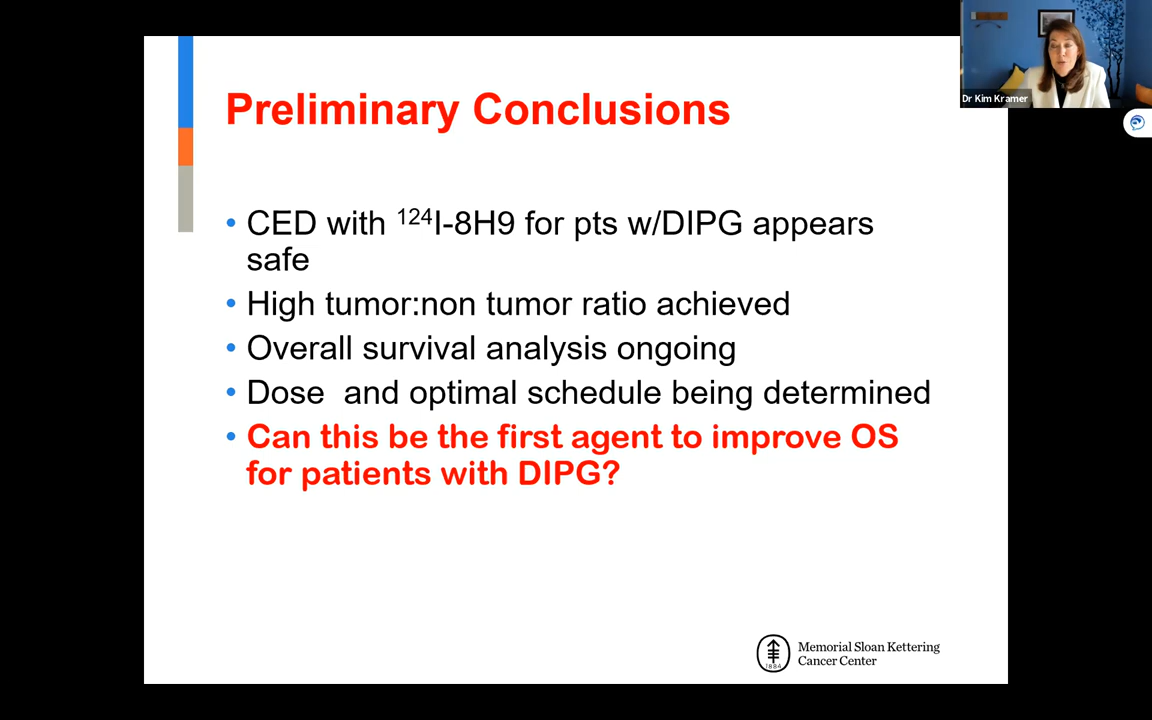 Preliminary Conclusions
• CED with ¹²⁴I-8H9 for pts w/DIPG appears
safe
• High tumor:non tumor ratio achieved
• Overall survival analysis ongoing
• Dose  and optimal schedule being determined
• Can this be the first agent to improve OS
for patients with DIPG?
Dr Kim Kramer
1884
Memorial Sloan Kettering
Cancer Center